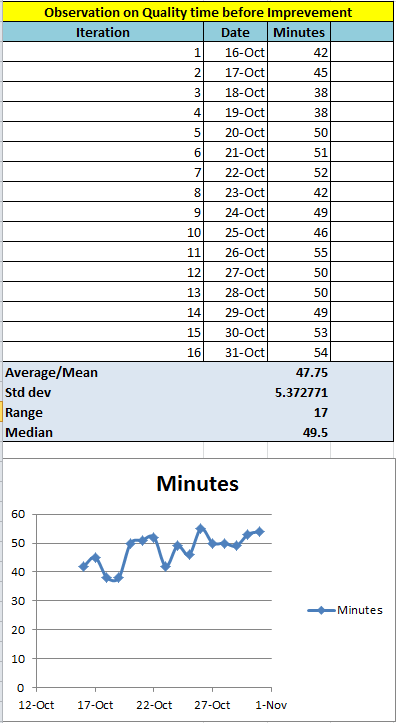 Observation on Quality time before Imprevement
Iteration Date Minutes
1 16-Oct 42
2 17-Oct 45
3 18-Oct 38
4 19-Oct 38
5 20-Oct 50
6 21-Oct 51
7 22-Oct 52
8 23-Oct 42
9 24-Oct 49
10 25-Oct 46
11 26-Oct 55
12 27-Oct 50
13 28-Oct 50
14 29-Oct 49
15 30-Oct 53
16 31-Oct 54
Average/Mean 47.75
Std dev 5.372771
Range 17
Median 49.5
Minutes
60
50
40
30
20
10
0
12-Oct 17-Oct 22-Oct 27-Oct 1-Nov
Minutes